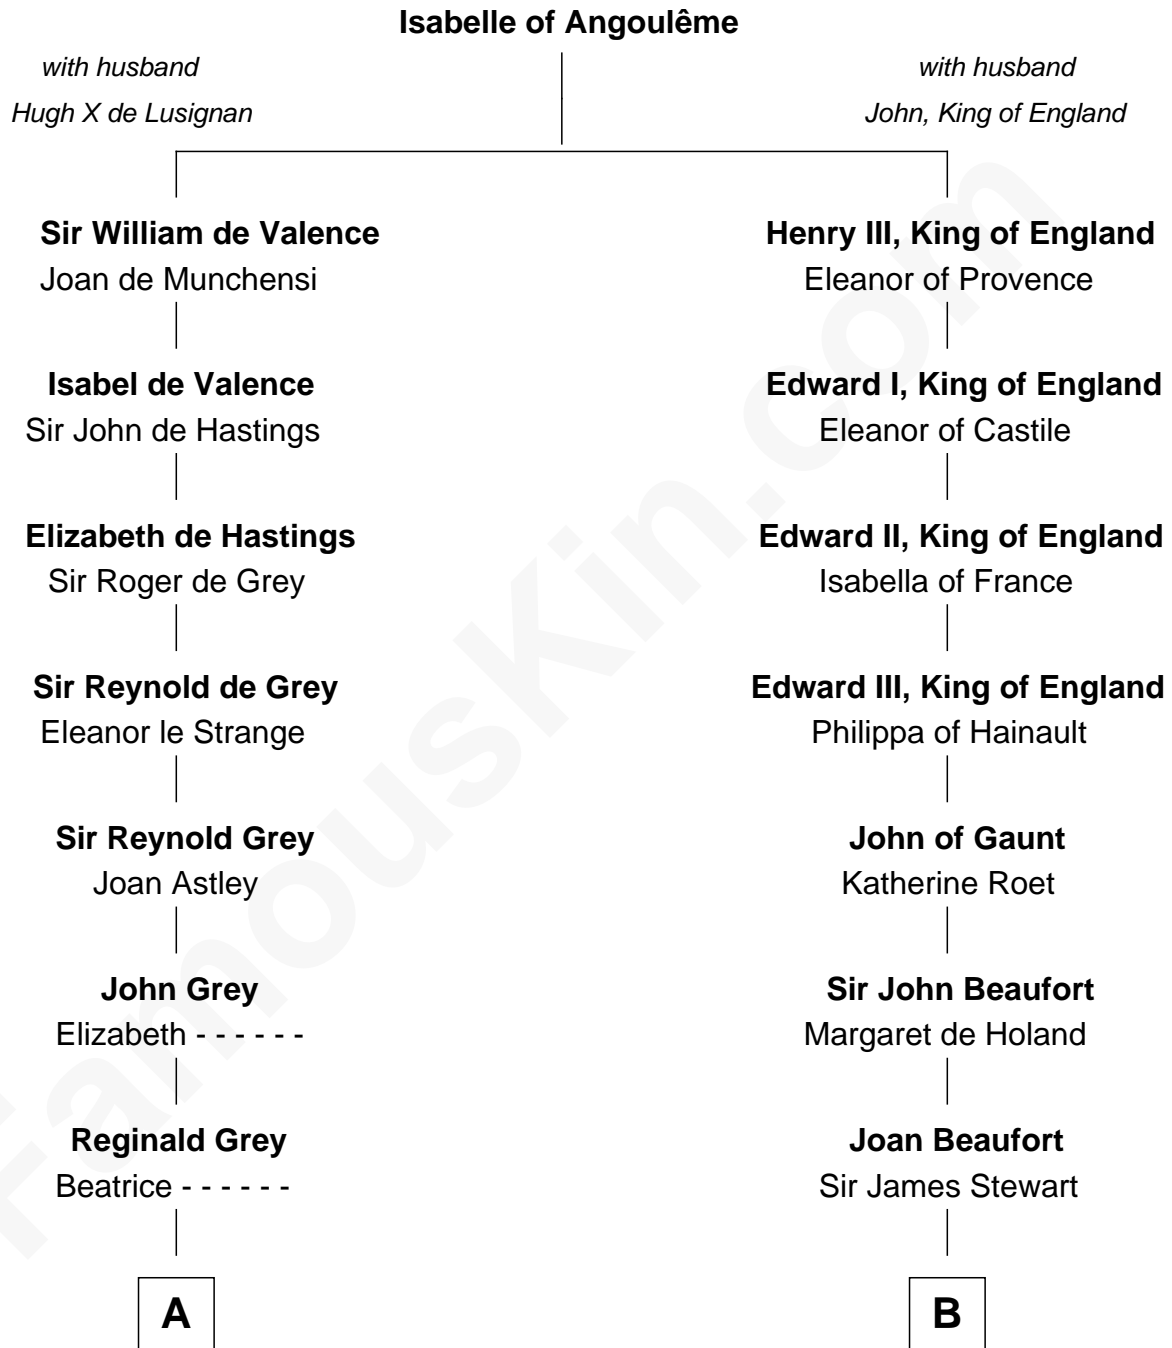 Isabelle of Angoulême
with husband
Hugh X de Lusignan
with husband
John, King of England
Sir William de Valence
Joan de Munchensi
Henry III, King of England
Eleanor of Provence
Isabel de Valence
Sir John de Hastings
Edward I, King of England
Eleanor of Castile
Elizabeth de Hastings
Sir Roger de Grey
Edward II, King of England
Isabella of France
Sir Reynold de Grey
Eleanor le Strange
Edward III, King of England
Philippa of Hainault
Sir Reynold Grey
Joan Astley
John of Gaunt
Katherine Roet
John Grey
Elizabeth - - - - - -
Sir John Beaufort
Margaret de Holand
Reginald Grey
Beatrice - - - - - -
Joan Beaufort
Sir James Stewart
A
B
FamousKin.com